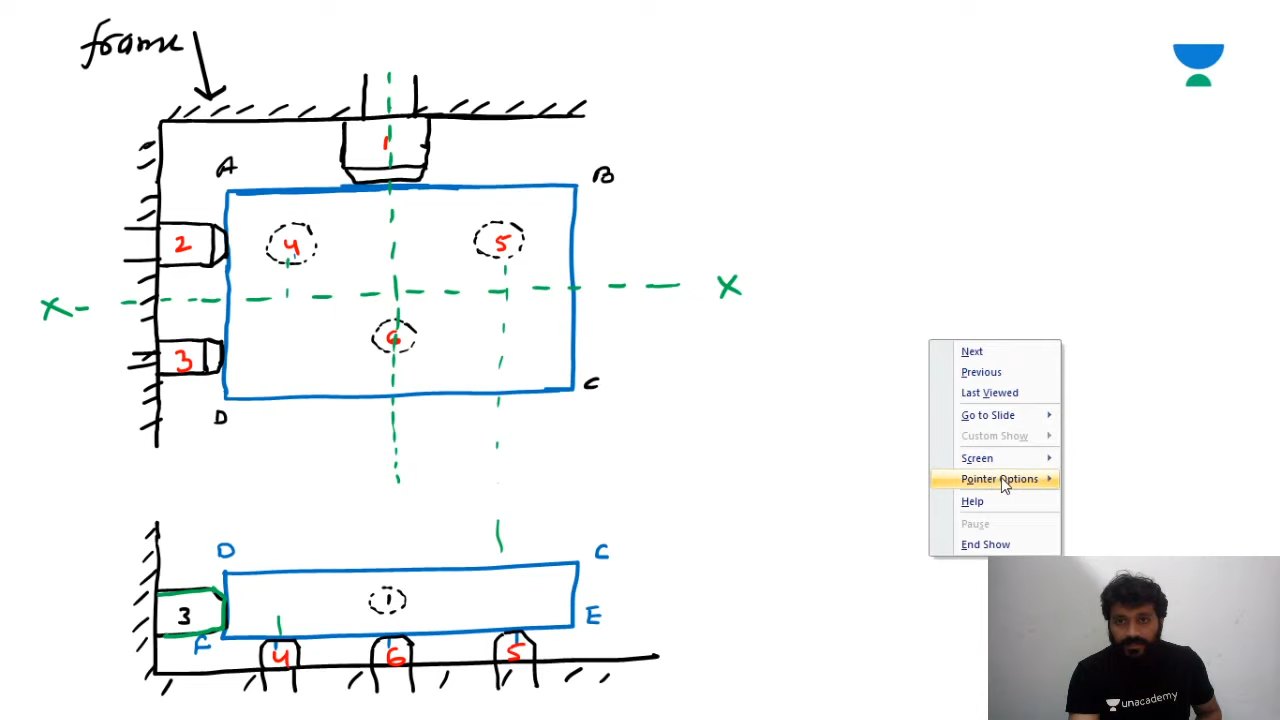 frame
1
A
B
2
4
5
X
X
3
6
D
C
D
C
3
1
E
F
4
6
5
Next
Previous
Last Viewed
Go to Slide
Custom Show
Screen
Pointer Options
Help
Pause
End Show
unacademy